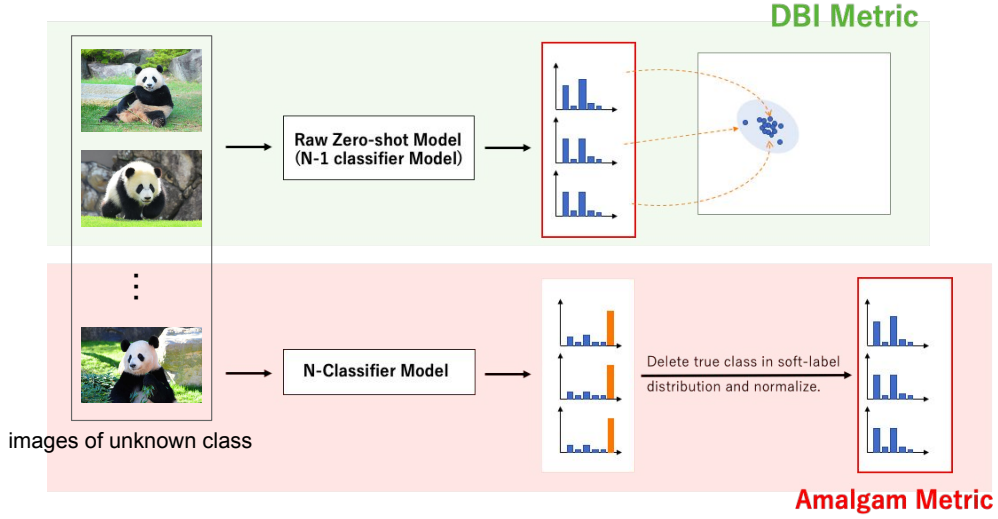 DBI Metric
Raw Zero-shot Model
(N-1 classifier Model)
N-Classifier Model
Delete true class in soft-label
distribution and normalize.
images of unknown class
Amalgam Metric